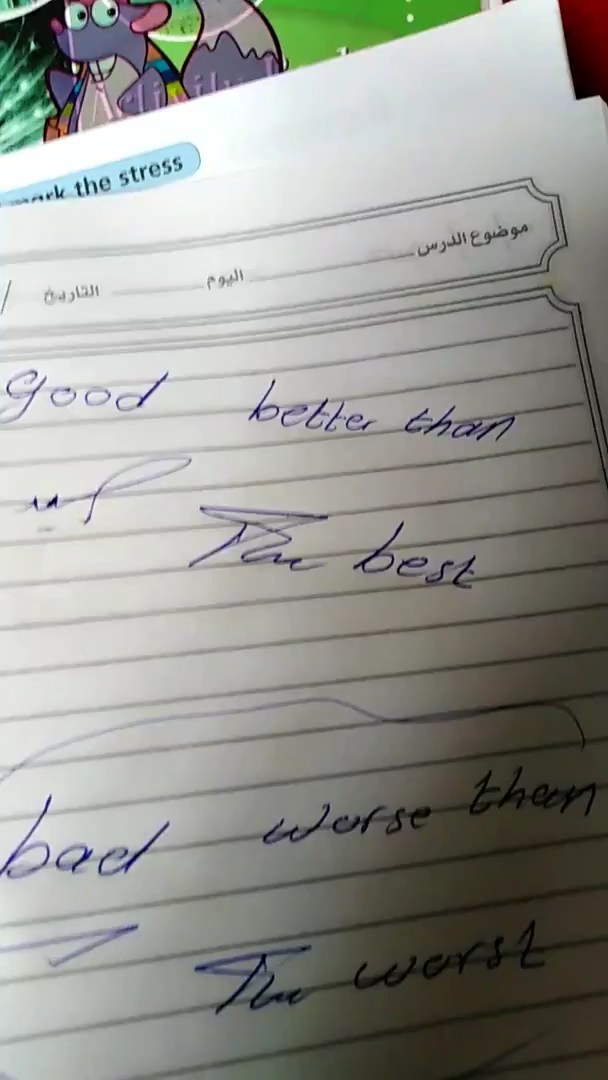 mark the stress
موضوع الدرس
اليوم
التاريخ
good better than
The best
bad worse than
The worst